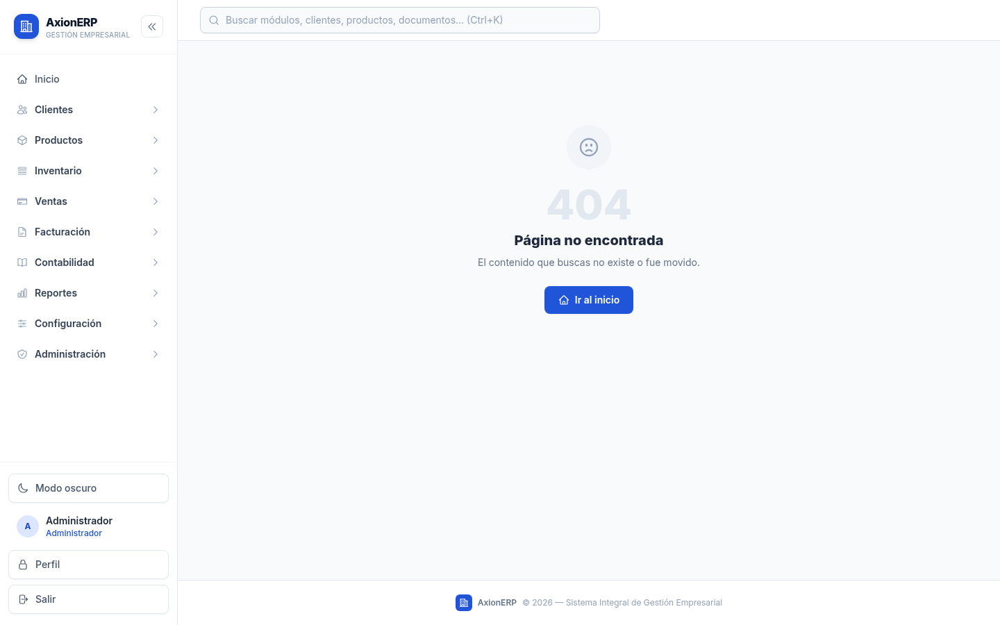 AxionERP
GESTIÓN EMPRESARIAL
Buscar módulos, clientes, productos, documentos... (Ctrl+K)
Inicio
Clientes
Productos
Inventario
Ventas
Facturación
Contabilidad
Reportes
Configuración
Administración
404
Página no encontrada
El contenido que buscas no existe o fue movido.
Ir al inicio
Modo oscuro
A
Administrador
Administrador
Perfil
Salir
AxionERP © 2026 — Sistema Integral de Gestión Empresarial